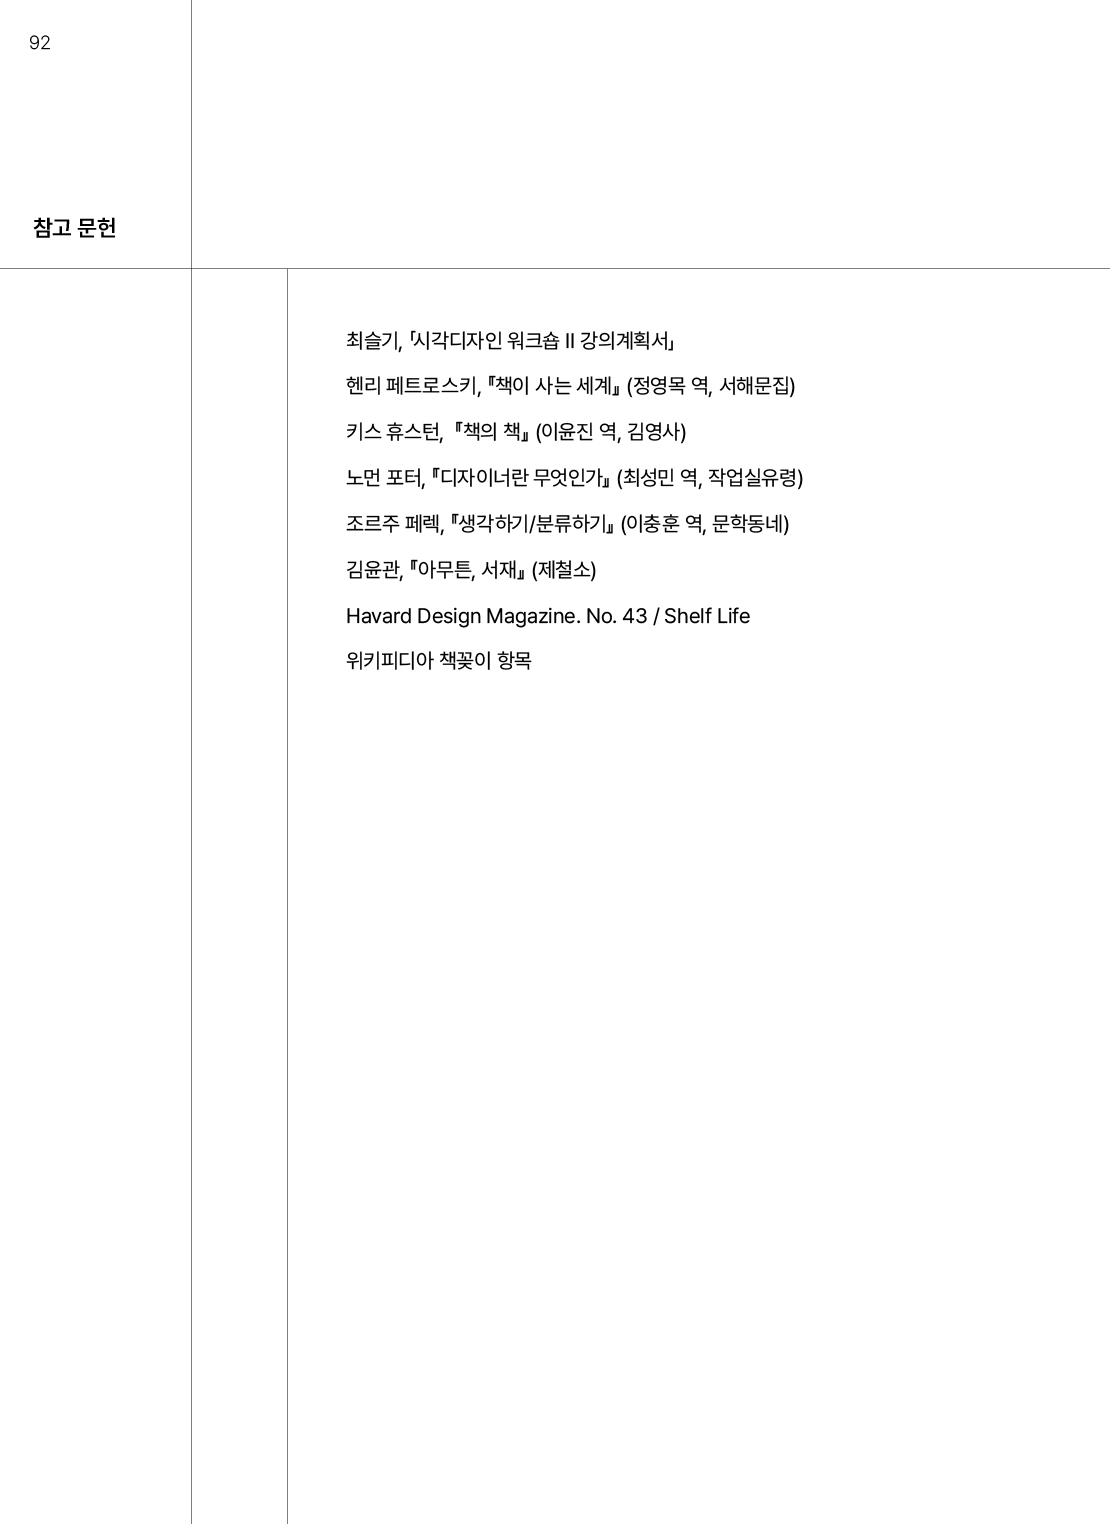 92
참고 문헌
최슬기, 「시각디자인 워크숍 II 강의계획서」
헨리 페트로스키, 『책이 사는 세계』 (정영목 역, 서해문집)
키스 휴스턴, 『책의 책』 (이윤진 역, 김영사)
노먼 포터, 『디자이너란 무엇인가』 (최성민 역, 작업실유령)
조르주 페렉, 『생각하기/분류하기』 (이충훈 역, 문학동네)
김윤관, 『아무튼, 서재』 (제철소)
Havard Design Magazine. No. 43 / Shelf Life
위키피디아 책꽂이 항목